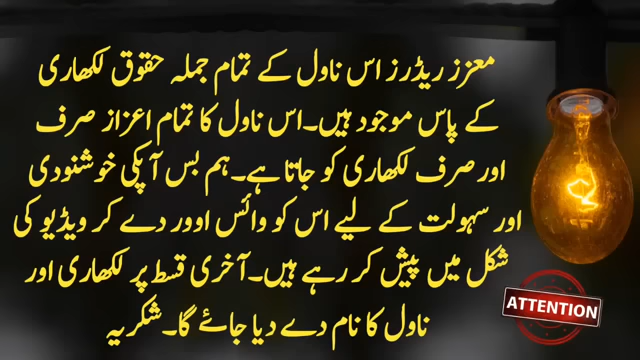 معزز ریڈرز اس ناول کے تمام جملہ حقوق لکھاری
کے پاس موجود ہیں۔اس ناول کا تمام اعزاز صرف
اور صرف لکھاری کو جاتا ہے۔ہم بس آپکی خوشنودی
اور سہولت کے لیے اس کو وائس اوور دے کر ویڈیو کی
شکل میں پیش کر رہے ہیں۔آخری قسط پر لکھاری اور
ناول کا نام دے دیا جائے گا۔شکریہ
ATTENTION